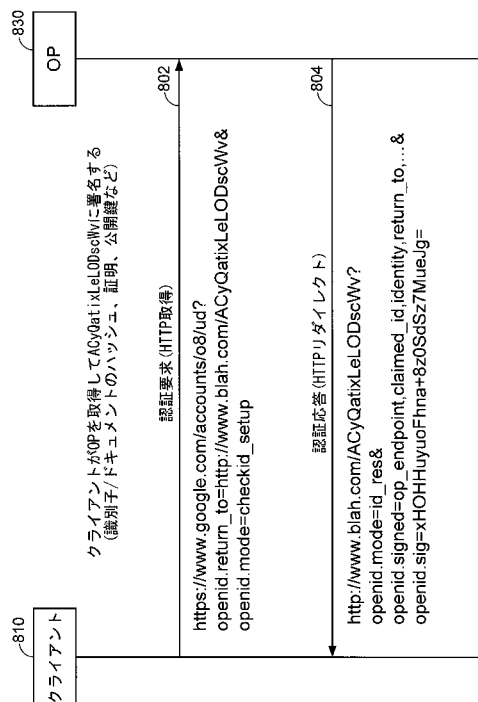 810
クライアント
830
OP
クライアントがOPを取得してACyQatixLeLODscWvに署名する
(識別子/ドキュメントのハッシュ、証明、公開鍵など)
認証要求(HTTP取得)
802
https://www.google.com/accounts/o8/ud?
openid.return_to=http://www.blah.com/ACyQatixLeLODscWv&
openid.mode=checkid_setup
認証応答(HTTPリダイレクト)
804
http://www.blah.com/ACyQatixLeLODscWv?
openid.mode=id_res&
openid.signed=op_endpoint,claimed_id,identity,return_to,...&
openid.sig=xHOHHuyuoFhna+8z0SdSz7MueJg=